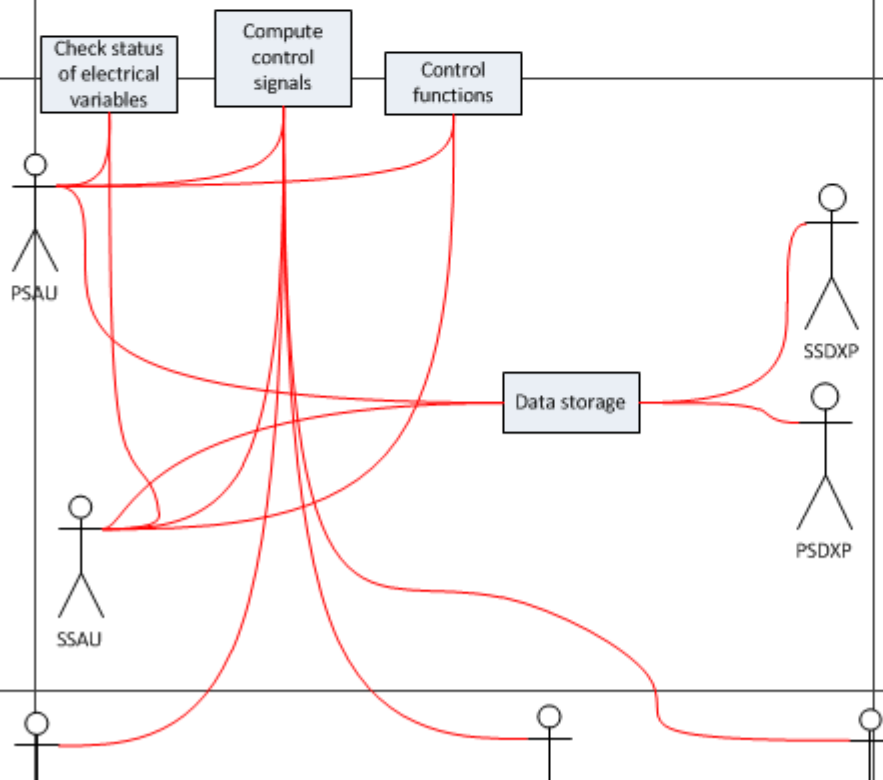 Check status
of electrical
variables
Compute
control
signals
Control
functions
PSAU
SSDXP
Data storage
PSDXP
SSAU